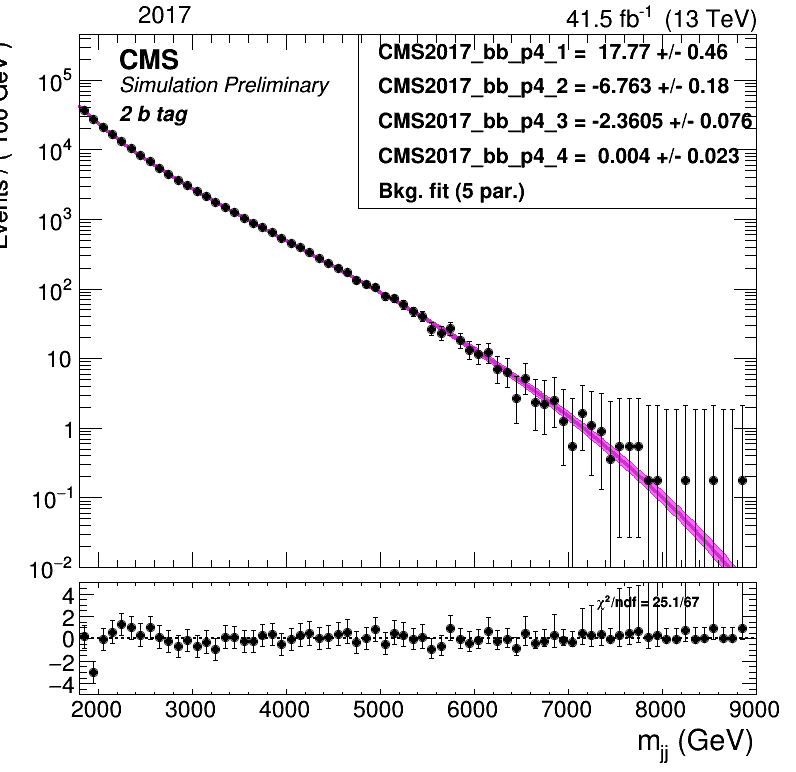 2017
41.5 fb⁻¹ (13 TeV)
CMS
Simulation Preliminary
2 b tag
CMS2017_bb_p4_1 = 17.77 +/- 0.46
CMS2017_bb_p4_2 = -6.763 +/- 0.18
CMS2017_bb_p4_3 = -2.3605 +/- 0.076
CMS2017_bb_p4_4 = 0.004 +/- 0.023
Bkg. fit (5 par.)
Events / ( 100 GeV )
10⁵
10⁴
10³
10²
10
1
10⁻¹
10⁻²
χ²/ndf = 25.1/67
4
2
0
−2
−4
2000 3000 4000 5000 6000 7000 8000 9000
m_jj (GeV)